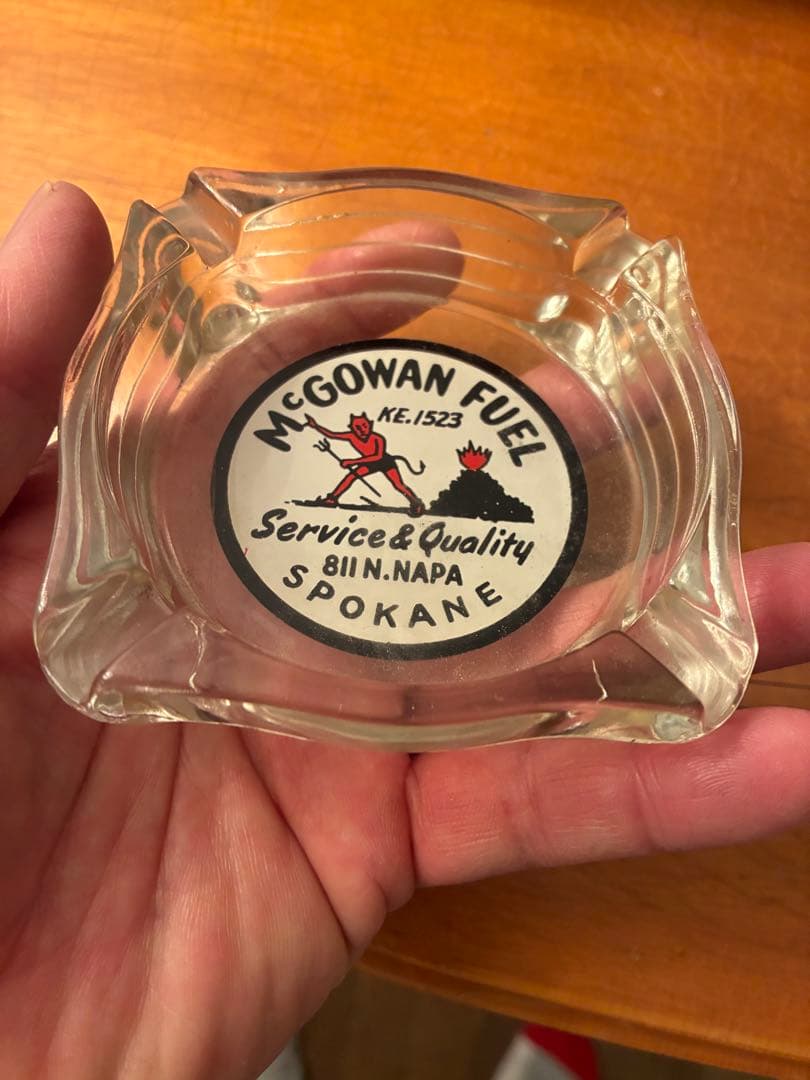 McGOWAN FUEL
KE.1523
Service & Quality
811 N. NAPA
SPOKANE